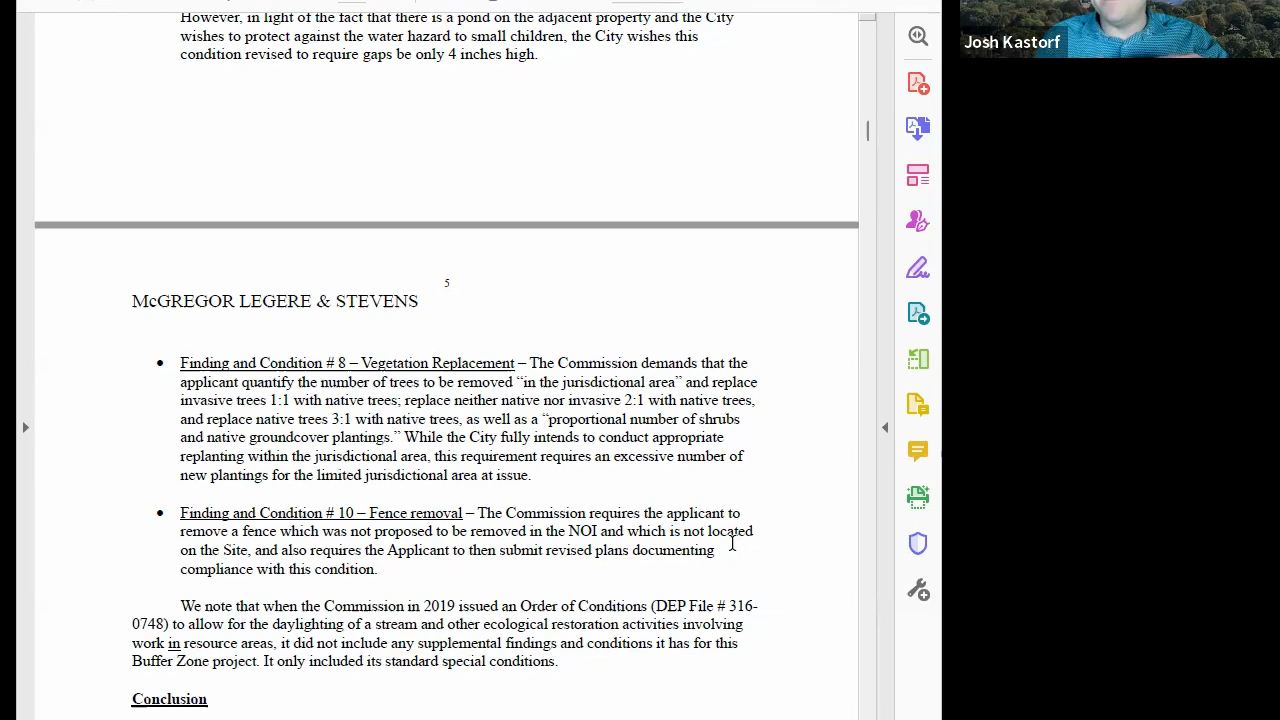 However, in light of the fact that there is a pond on the adjacent property and the City
wishes to protect against the water hazard to small children, the City wishes this
condition revised to require gaps be only 4 inches high.
5
McGREGOR LEGERE & STEVENS
• Finding and Condition # 8 – Vegetation Replacement – The Commission demands that the
applicant quantify the number of trees to be removed “in the jurisdictional area” and replace
invasive trees 1:1 with native trees; replace neither native nor invasive 2:1 with native trees,
and replace native trees 3:1 with native trees, as well as a “proportional number of shrubs
and native groundcover plantings.” While the City fully intends to conduct appropriate
replanting within the jurisdictional area, this requirement requires an excessive number of
new plantings for the limited jurisdictional area at issue.
• Finding and Condition # 10 – Fence removal – The Commission requires the applicant to
remove a fence which was not proposed to be removed in the NOI and which is not located
on the Site, and also requires the Applicant to then submit revised plans documenting
compliance with this condition.
We note that when the Commission in 2019 issued an Order of Conditions (DEP File # 316-
0748) to allow for the daylighting of a stream and other ecological restoration activities involving
work in resource areas, it did not include any supplemental findings and conditions it has for this
Buffer Zone project. It only included its standard special conditions.
Conclusion
Josh Kastorf